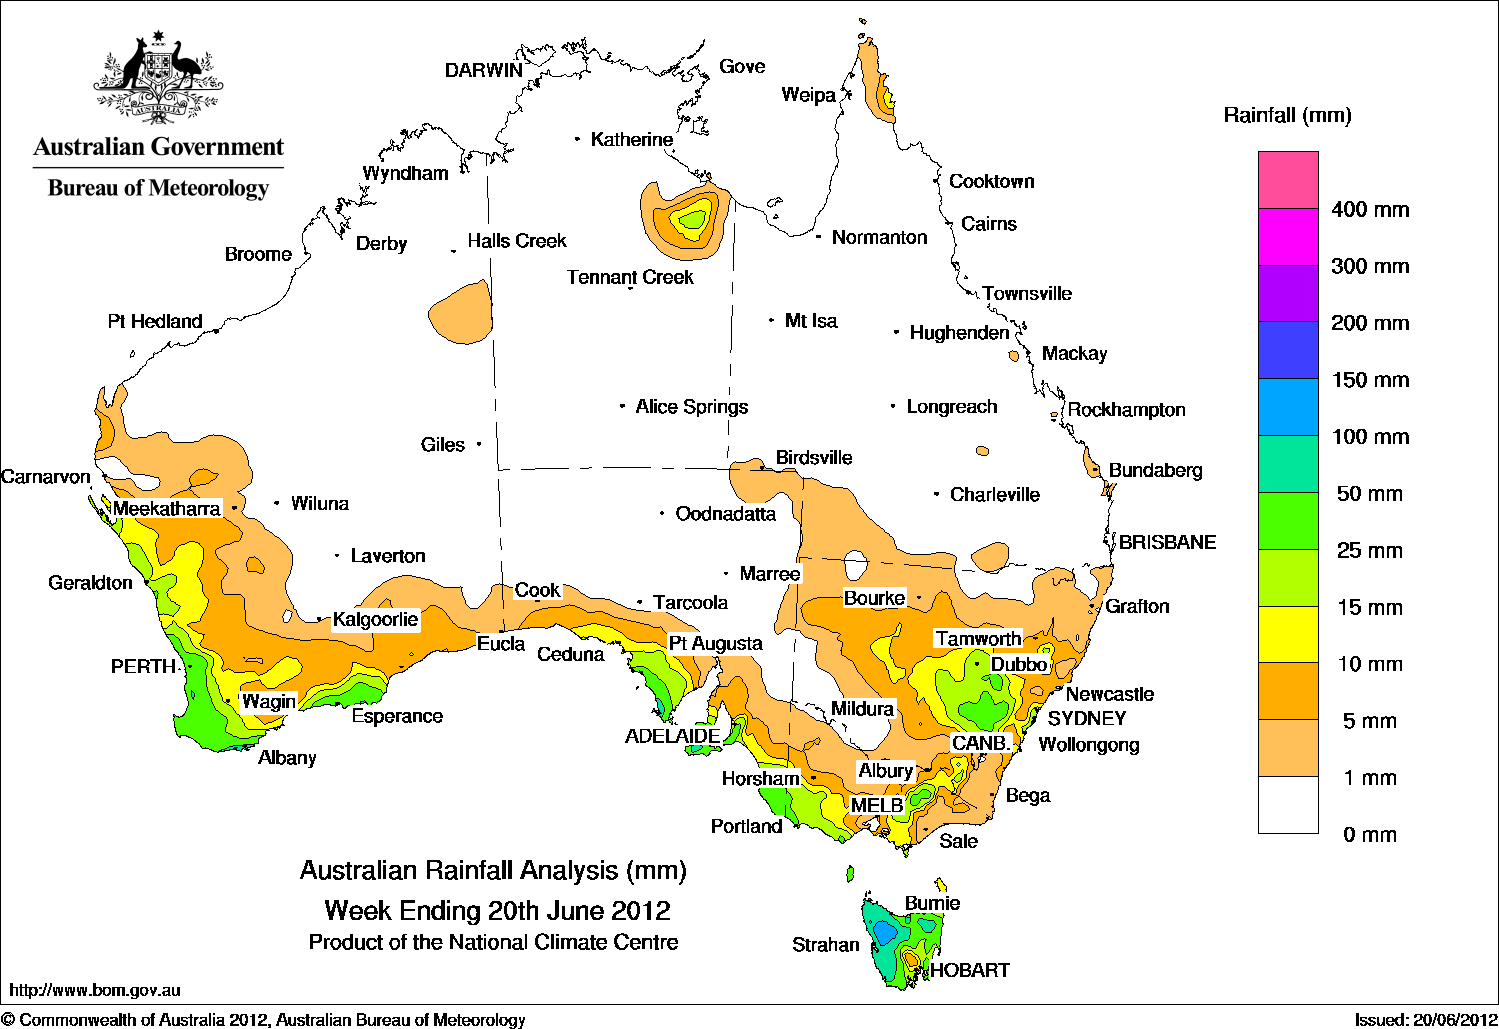 AUSTRALIA
Australian Government
Bureau of Meteorology
DARWIN
Gove
Weipa
Katherine
Wyndham
Cooktown
Cairns
Derby
Halls Creek
Normanton
Broome
Tennant Creek
Townsville
Pt Hedland
Mt Isa
Hughenden
Mackay
Alice Springs
Longreach
Rockhampton
Giles
Birdsville
Carnarvon
Bundaberg
Meekatharra
Wiluna
Charleville
Oodnadatta
BRISBANE
Laverton
Marree
Geraldton
Cook
Tarcoola
Bourke
Grafton
Kalgoorlie
Eucla
Ceduna
Pt Augusta
Tamworth
PERTH
Dubbo
Wagin
Newcastle
Esperance
Mildura
SYDNEY
ADELAIDE
CANB.
Wollongong
Albany
Horsham
Albury
Bega
MELB
Portland
Sale
Burnie
Strahan
HOBART
Rainfall (mm)
400 mm
300 mm
200 mm
150 mm
100 mm
50 mm
25 mm
15 mm
10 mm
5 mm
1 mm
0 mm
Australian Rainfall Analysis (mm)
Week Ending 20th June 2012
Product of the National Climate Centre
http://www.bom.gov.au
© Commonwealth of Australia 2012, Australian Bureau of Meteorology
Issued: 20/06/2012